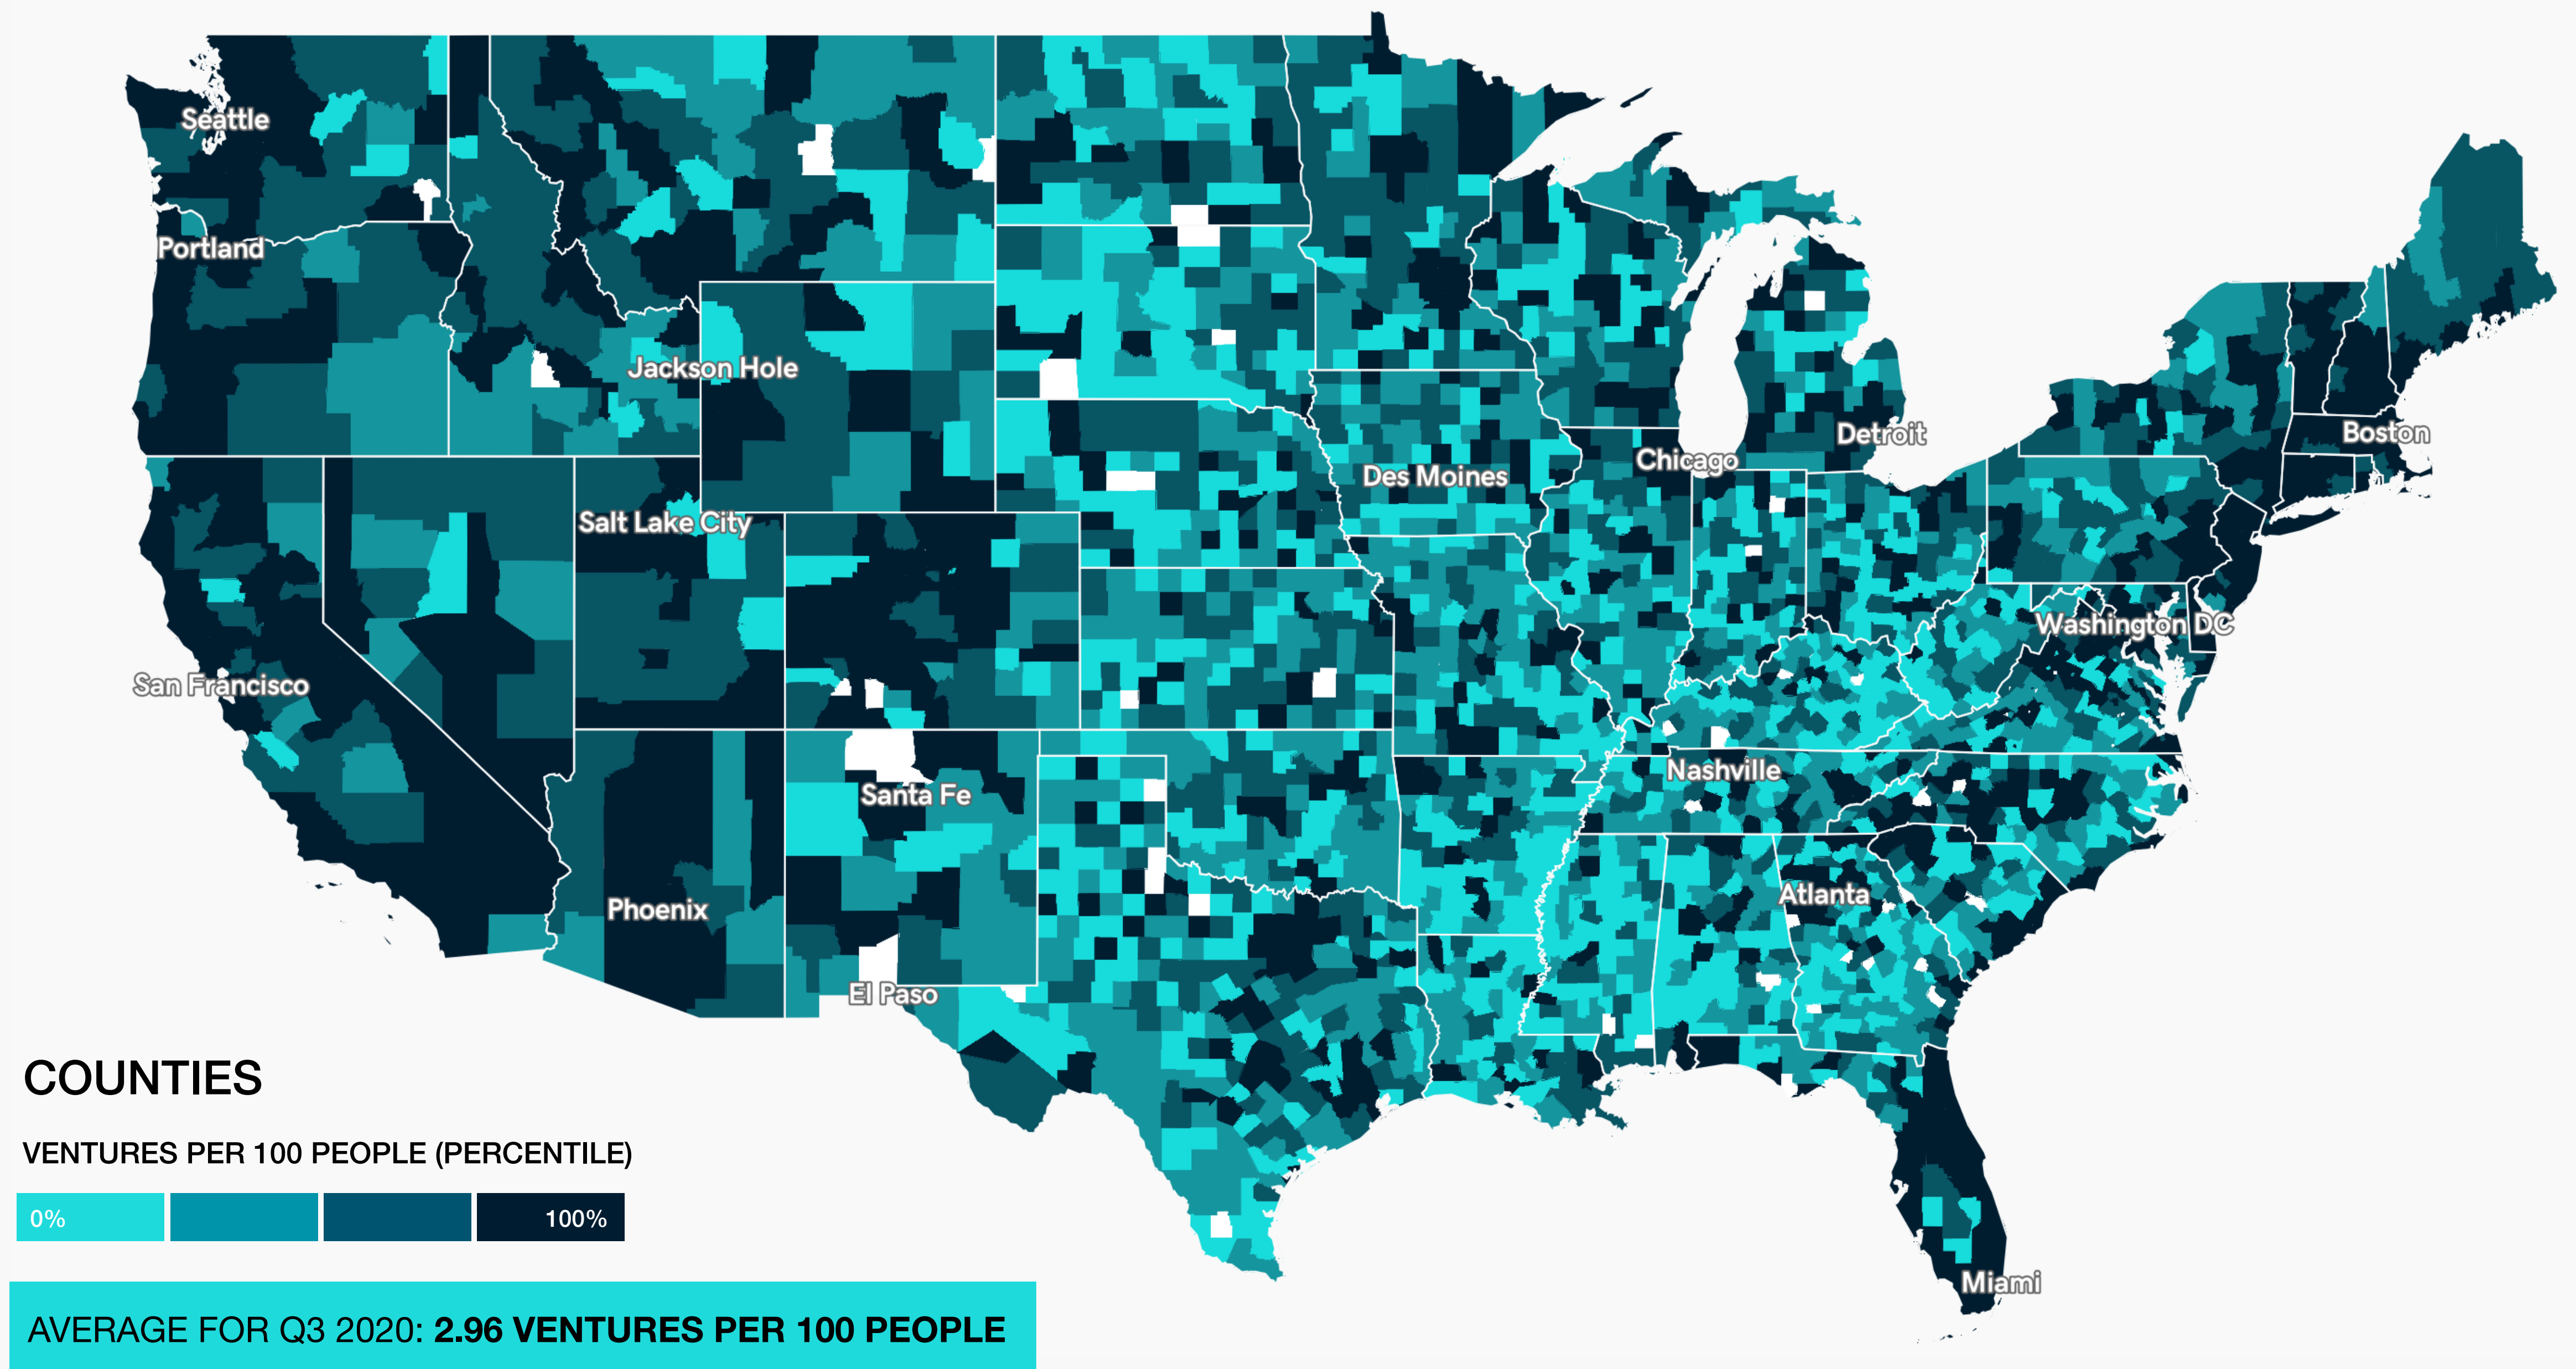 Seattle
Portland
Jackson Hole
Detroit
Boston
Chicago
Des Moines
Salt Lake City
Washington DC
San Francisco
Nashville
Santa Fe
Atlanta
Phoenix
El Paso
Miami
COUNTIES
VENTURES PER 100 PEOPLE (PERCENTILE)
0% 100%
AVERAGE FOR Q3 2020: 2.96 VENTURES PER 100 PEOPLE